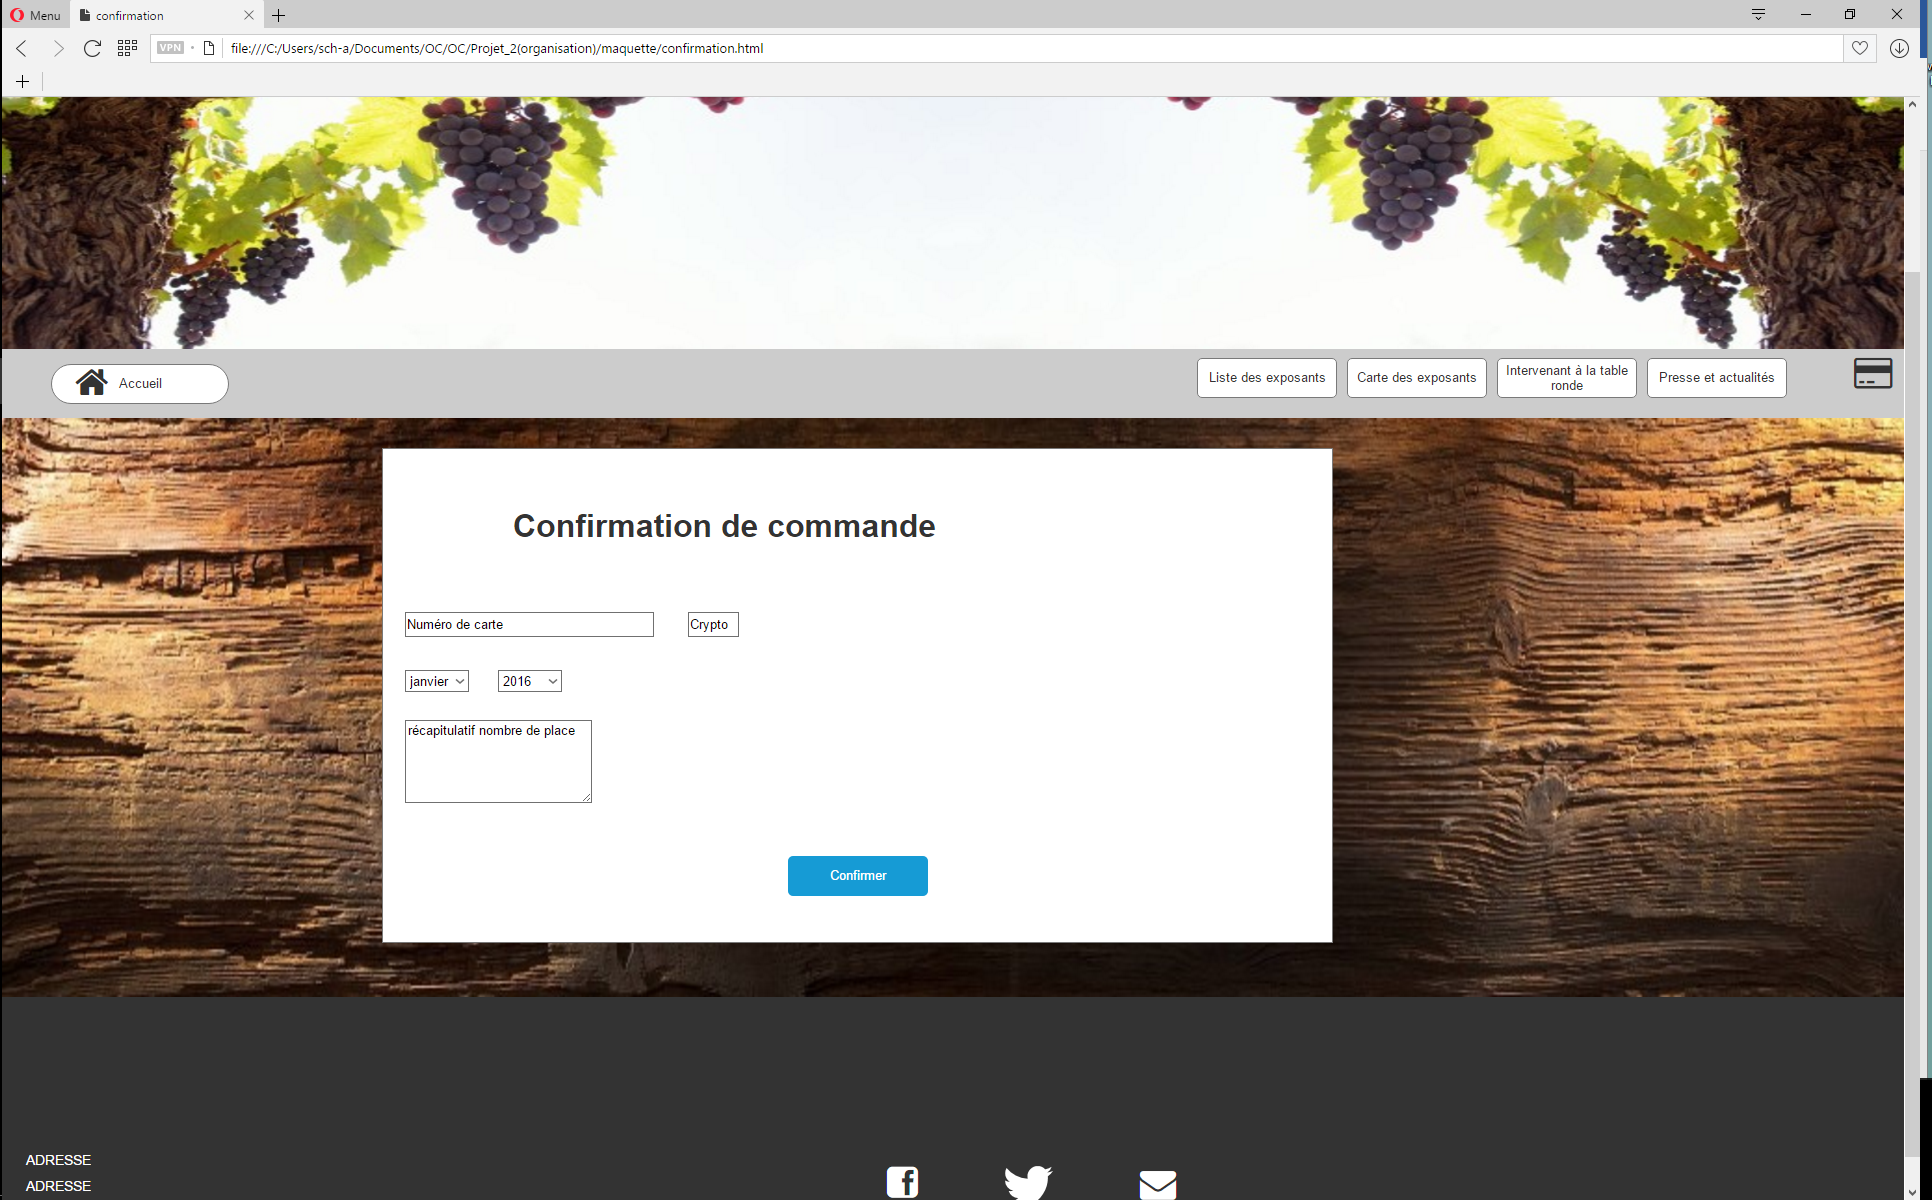 Menu
confirmation
VPN
file:///C:/Users/sch-a/Documents/OC/OC/Projet_2(organisation)/maquette/confirmation.html
Accueil
Liste des exposants
Carte des exposants
Intervenant à la table
ronde
Presse et actualités
Confirmation de commande
Numéro de carte
Crypto
janvier
2016
récapitulatif nombre de place
Confirmer
ADRESSE
ADRESSE